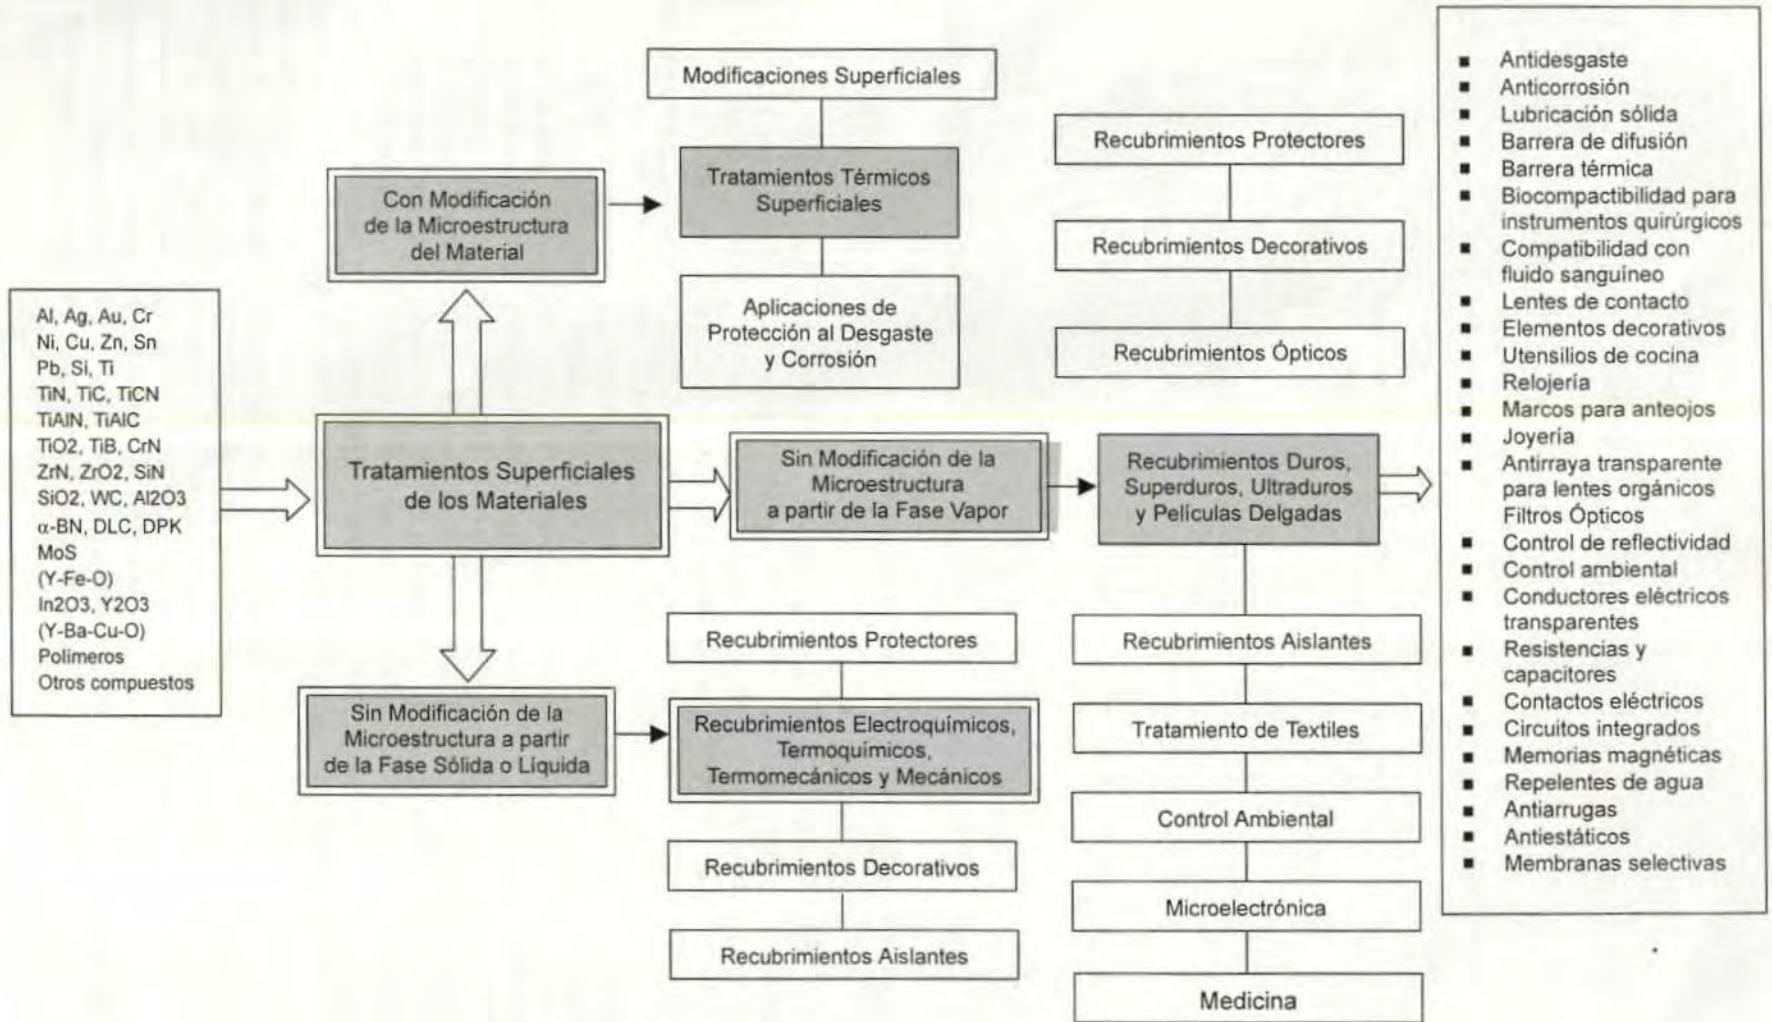 Al, Ag, Au, Cr
Ni, Cu, Zn, Sn
Pb, Si, Ti
TiN, TiC, TiCN
TiAlN, TiAlC
TiO2, TiB, CrN
ZrN, ZrO2, SiN
SiO2, WC, Al2O3
α-BN, DLC, DPK
MoS
(Y-Fe-O)
In2O3, Y2O3
(Y-Ba-Cu-O)
Polimeros
Otros compuestos
Con Modificación
de la Microestructura
del Material
Tratamientos Superficiales
de los Materiales
Sin Modificación de la
Microestructura a partir
de la Fase Sólida o Líquida
Modificaciones Superficiales
Tratamientos Térmicos
Superficiales
Aplicaciones de
Protección al Desgaste
y Corrosión
Sin Modificación de la
Microestructura
a partir de la Fase Vapor
Recubrimientos Protectores
Recubrimientos Electroquímicos,
Termoquímicos,
Termomecánicos y Mecánicos
Recubrimientos Decorativos
Recubrimientos Aislantes
Recubrimientos Protectores
Recubrimientos Decorativos
Recubrimientos Ópticos
Recubrimientos Duros,
Superduros, Ultraduros
y Películas Delgadas
Recubrimientos Aislantes
Tratamiento de Textiles
Control Ambiental
Microelectrónica
Medicina
■ Antidesgaste
■ Anticorrosión
■ Lubricación sólida
■ Barrera de difusión
■ Barrera térmica
■ Biocompactibilidad para
instrumentos quirúrgicos
■ Compatibilidad con
fluido sanguíneo
■ Lentes de contacto
■ Elementos decorativos
■ Utensilios de cocina
■ Relojería
■ Marcos para anteojos
■ Joyería
■ Antirraya transparente
para lentes orgánicos
Filtros Ópticos
■ Control de reflectividad
■ Control ambiental
■ Conductores eléctricos
transparentes
■ Resistencias y
capacitores
■ Contactos eléctricos
■ Circuitos integrados
■ Memorias magnéticas
■ Repelentes de agua
■ Antiarrugas
■ Antiestáticos
■ Membranas selectivas